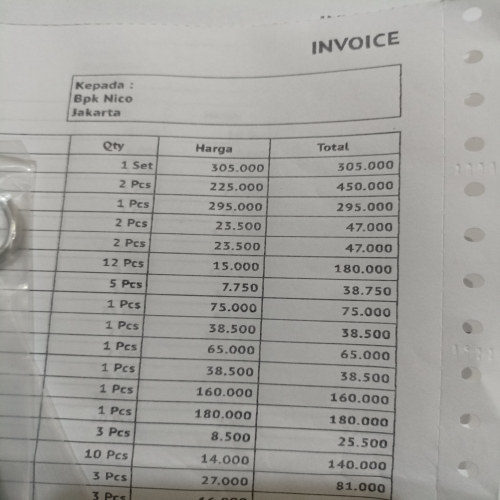 INVOICE
Kepada :
Bpk Nico
Jakarta
Qty Harga Total
1 Set 305.000 305.000
2 Pcs 225.000 450.000
1 Pcs 295.000 295.000
2 Pcs 23.500 47.000
2 Pcs 23.500 47.000
12 Pcs 15.000 180.000
5 Pcs 7.750 38.750
1 Pcs 75.000 75.000
1 Pcs 38.500 38.500
1 Pcs 65.000 65.000
1 Pcs 38.500 38.500
1 Pcs 160.000 160.000
1 Pcs 180.000 180.000
3 Pcs 8.500 25.500
10 Pcs 14.000 140.000
3 Pcs 27.000 81.000
3 Pcs